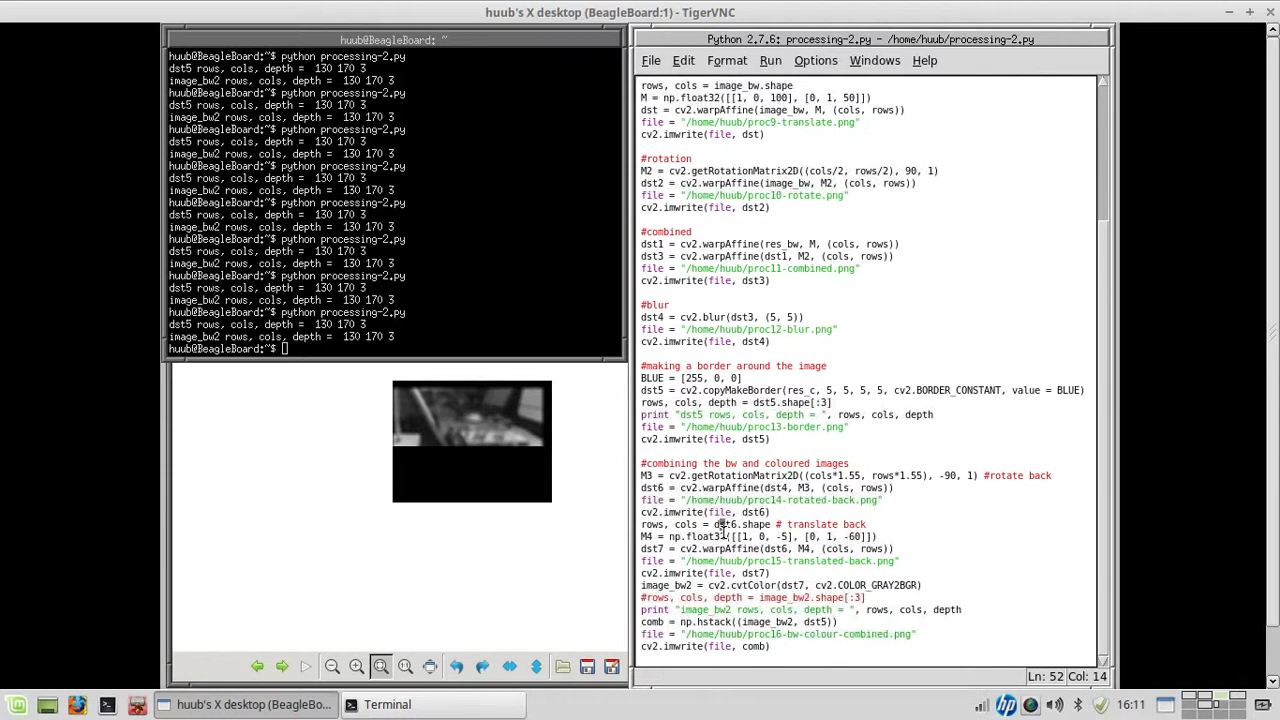 huub's X desktop (BeagleBoard:1) - TigerVNC
huub@BeagleBoard: ~
huub@BeagleBoard:~$ python processing-2.py
dst5 rows, cols, depth =  130 170 3
image_bw2 rows, cols, depth =  130 170 3
huub@BeagleBoard:~$ python processing-2.py
dst5 rows, cols, depth =  130 170 3
image_bw2 rows, cols, depth =  130 170 3
huub@BeagleBoard:~$ python processing-2.py
dst5 rows, cols, depth =  130 170 3
image_bw2 rows, cols, depth =  130 170 3
huub@BeagleBoard:~$ python processing-2.py
dst5 rows, cols, depth =  130 170 3
image_bw2 rows, cols, depth =  130 170 3
huub@BeagleBoard:~$ python processing-2.py
dst5 rows, cols, depth =  130 170 3
image_bw2 rows, cols, depth =  130 170 3
huub@BeagleBoard:~$ python processing-2.py
dst5 rows, cols, depth =  130 170 3
image_bw2 rows, cols, depth =  130 170 3
huub@BeagleBoard:~$ python processing-2.py
dst5 rows, cols, depth =  130 170 3
image_bw2 rows, cols, depth =  130 170 3
huub@BeagleBoard:~$ python processing-2.py
dst5 rows, cols, depth =  130 170 3
image_bw2 rows, cols, depth =  130 170 3
huub@BeagleBoard:~$
Python 2.7.6: processing-2.py - /home/huub/processing-2.py
File Edit Format Run Options Windows Help
rows, cols = image_bw.shape
M = np.float32([[1, 0, 100], [0, 1, 50]])
dst = cv2.warpAffine(image_bw, M, (cols, rows))
file = "/home/huub/proc9-translate.png"
cv2.imwrite(file, dst)
#rotation
M2 = cv2.getRotationMatrix2D((cols/2, rows/2), 90, 1)
dst2 = cv2.warpAffine(image_bw, M2, (cols, rows))
file = "/home/huub/proc10-rotate.png"
cv2.imwrite(file, dst2)
#combined
dst1 = cv2.warpAffine(res_bw, M, (cols, rows))
dst3 = cv2.warpAffine(dst1, M2, (cols, rows))
file = "/home/huub/proc11-combined.png"
cv2.imwrite(file, dst3)
#blur
dst4 = cv2.blur(dst3, (5, 5))
file = "/home/huub/proc12-blur.png"
cv2.imwrite(file, dst4)
#making a border around the image
BLUE = [255, 0, 0]
dst5 = cv2.copyMakeBorder(res_c, 5, 5, 5, 5, cv2.BORDER_CONSTANT, value = BLUE)
rows, cols, depth = dst5.shape[:3]
print "dst5 rows, cols, depth = ", rows, cols, depth
file = "/home/huub/proc13-border.png"
cv2.imwrite(file, dst5)
#combining the bw and coloured images
M3 = cv2.getRotationMatrix2D((cols*1.55, rows*1.55), -90, 1) #rotate back
dst6 = cv2.warpAffine(dst4, M3, (cols, rows))
file = "/home/huub/proc14-rotated-back.png"
cv2.imwrite(file, dst6)
rows, cols = dst6.shape # translate back
M4 = np.float32([[1, 0, -5], [0, 1, -60]])
dst7 = cv2.warpAffine(dst6, M4, (cols, rows))
file = "/home/huub/proc15-translated-back.png"
cv2.imwrite(file, dst7)
image_bw2 = cv2.cvtColor(dst7, cv2.COLOR_GRAY2BGR)
#rows, cols, depth = image_bw2.shape[:3]
print "image_bw2 rows, cols, depth = ", rows, cols, depth
comb = np.hstack((image_bw2, dst5))
file = "/home/huub/proc16-bw-colour-combined.png"
cv2.imwrite(file, comb)
Ln: 52 Col: 14
huub's X desktop (BeagleBo... Terminal 16:11